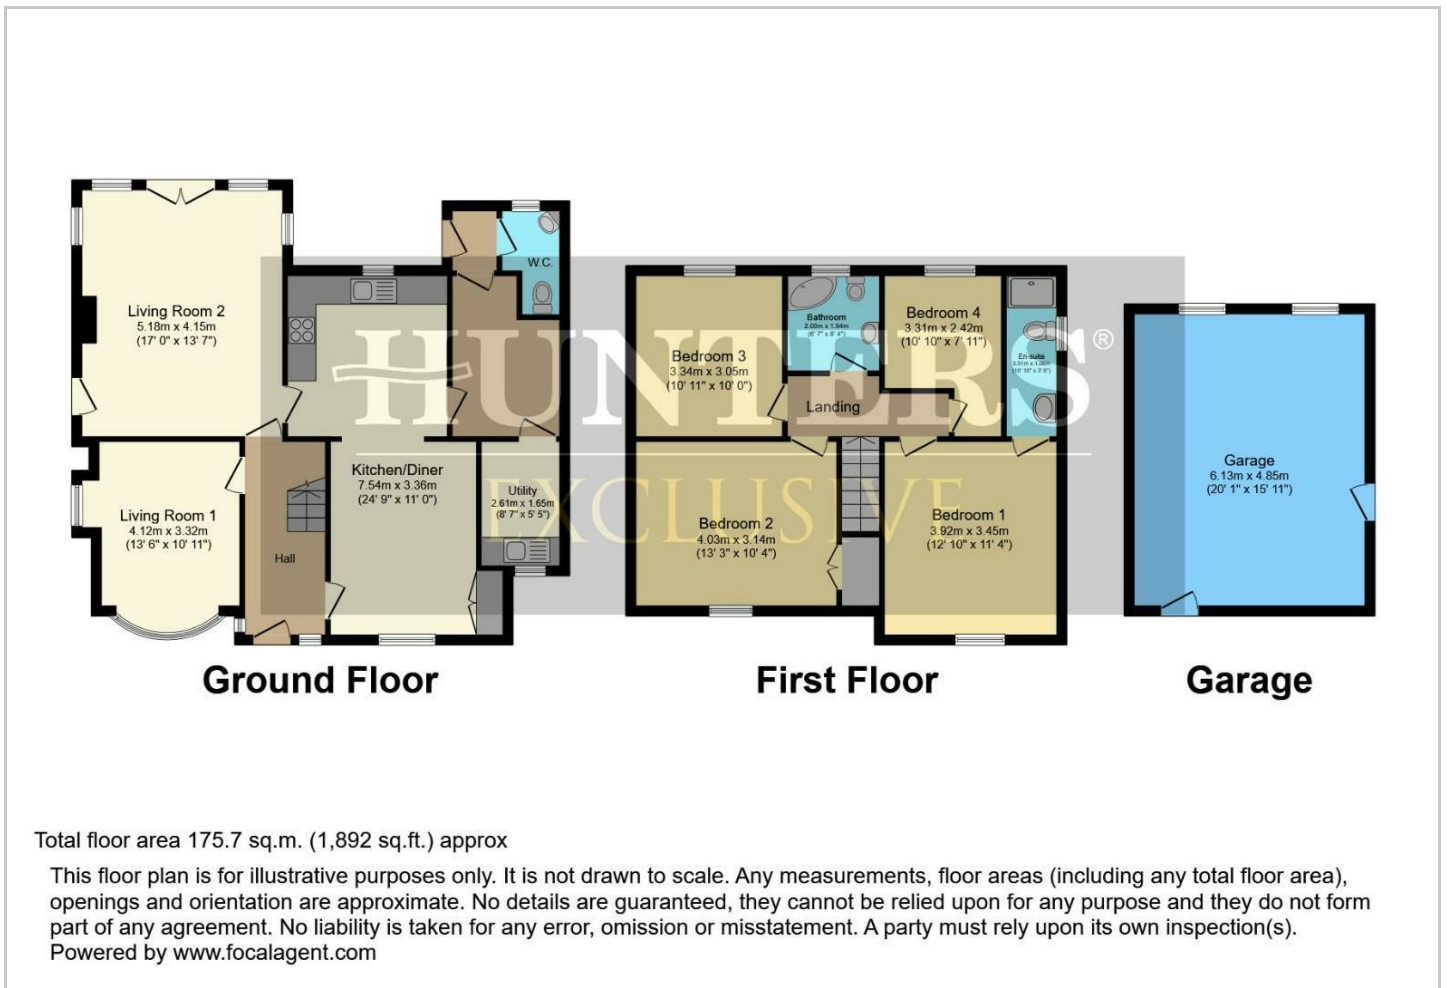 Living Room 2
5.18m x 4.15m
(17' 0" x 13' 7")
W.C.
Living Room 1
4.12m x 3.32m
(13' 6" x 10' 11")
Hall
Kitchen/Diner
7.54m x 3.36m
(24' 9" x 11' 0")
Utility
2.61m x 1.65m
(8' 7" x 5' 5")
Ground Floor
Bedroom 3
3.34m x 3.05m
(10' 11" x 10' 0")
Bathroom
2.00m x 1.94m
(6' 7" x 6' 4")
Bedroom 4
3.31m x 2.42m
(10' 10" x 7' 11")
En-suite
Landing
Bedroom 2
4.03m x 3.14m
(13' 3" x 10' 4")
Bedroom 1
3.92m x 3.45m
(12' 10" x 11' 4")
First Floor
Garage
6.13m x 4.85m
(20' 1" x 15' 11")
Garage
HUNTERS®
EXCLUSIVE
Total floor area 175.7 sq.m. (1,892 sq.ft.) approx
This floor plan is for illustrative purposes only. It is not drawn to scale. Any measurements, floor areas (including any total floor area),
openings and orientation are approximate. No details are guaranteed, they cannot be relied upon for any purpose and they do not form
part of any agreement. No liability is taken for any error, omission or misstatement. A party must rely upon its own inspection(s).
Powered by www.focalagent.com